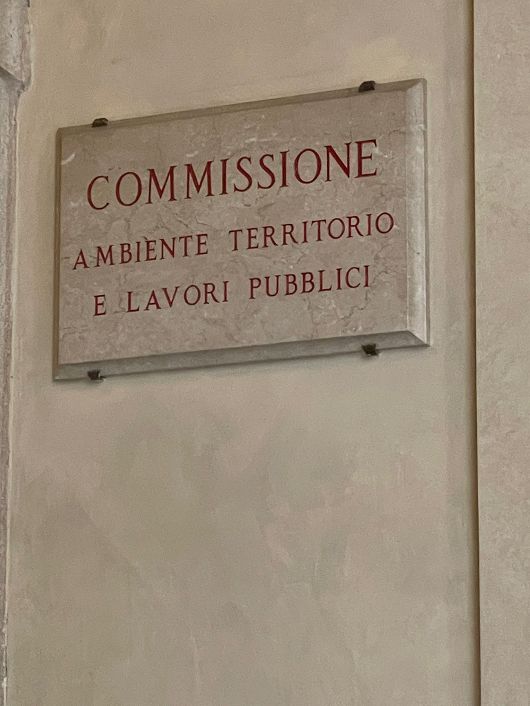 COMMISSIONE
AMBIENTE TERRITORIO
E LAVORI PUBBLICI